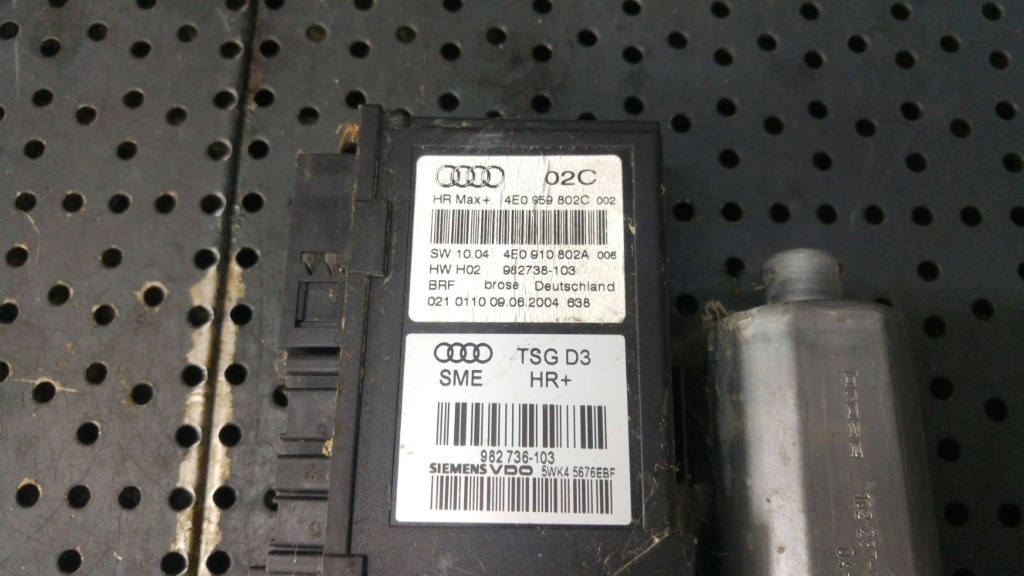 02C
HR Max+ 4E0 959 802C 002
SW 10.04 4E0 910 802A 006
HW H02 982738-103
BRF brose Deutschland
021 0110 09.06.2004 636
TSG D3
SME HR+
982 736-103
SIEMENS VDO 5WK4 5676EBF